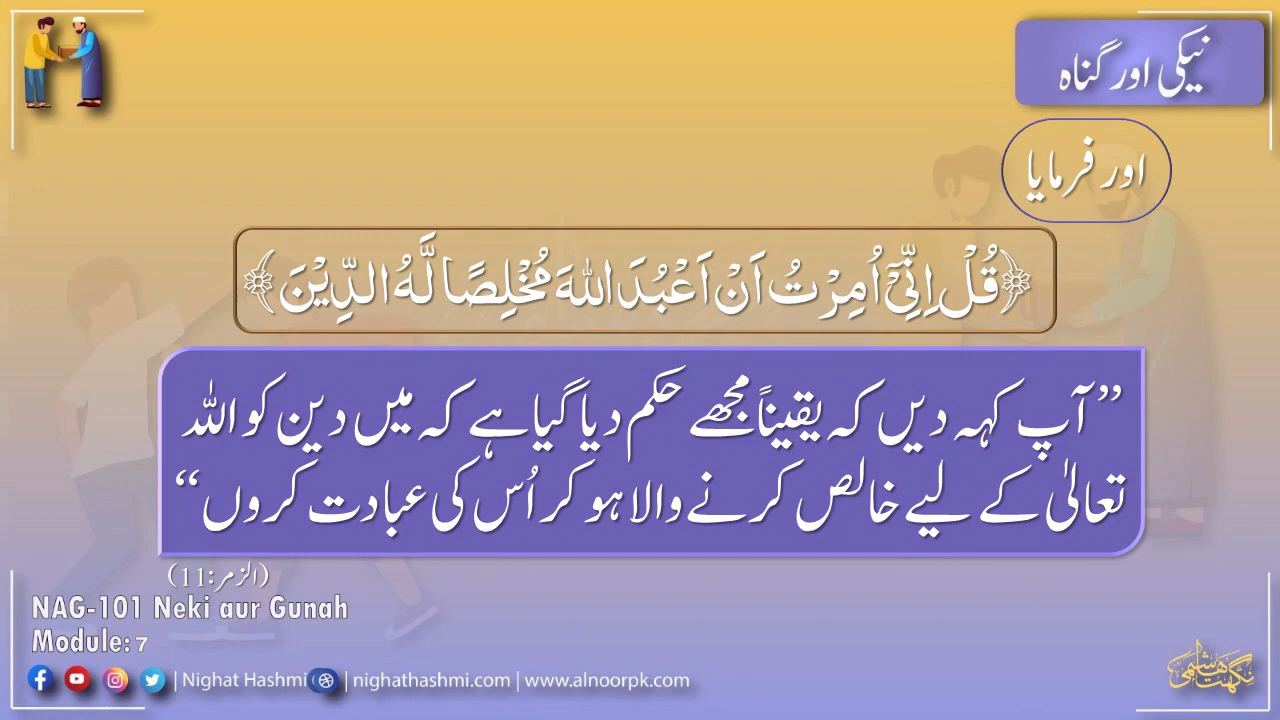 نیکی اور گناہ
اور فرمایا
﴿قُلْ اِنِّیْۤ اُمِرْتُ اَنْ اَعْبُدَ اللّٰهَ مُخْلِصًا لَّهُ الدِّیْنَ﴾
”آپ کہہ دیں کہ یقیناً مجھے حکم دیا گیا ہے کہ میں دین کو اللہ
تعالیٰ کے لیے خالص کرنے والا ہو کر اُس کی عبادت کروں“
(الزمر:11)
NAG-101 Neki aur Gunah
Module: 7
| Nighat Hashmi | nighathashmi.com | www.alnoorpk.com
نگہت ہاشمی